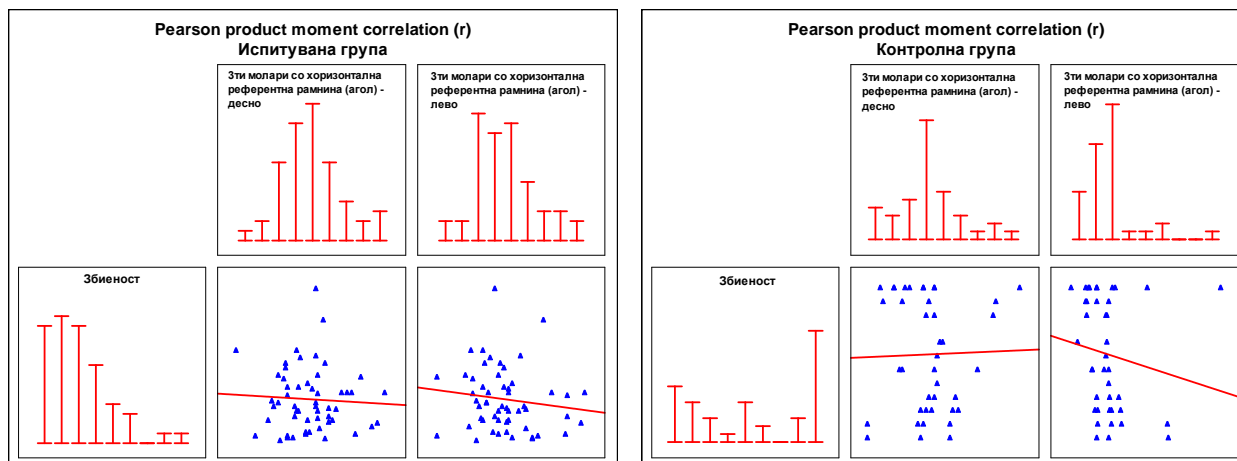 Pearson product moment correlation (r)
Испитувана група
3ти молари со хоризонтална
референтна рамнина (агол) -
десно
3ти молари со хоризонтална
референтна рамнина (агол) -
лево
Збиеност
Pearson product moment correlation (r)
Контролна група
3ти молари со хоризонтална
референтна рамнина (агол) -
десно
3ти молари со хоризонтална
референтна рамнина (агол) -
лево
Збиеност